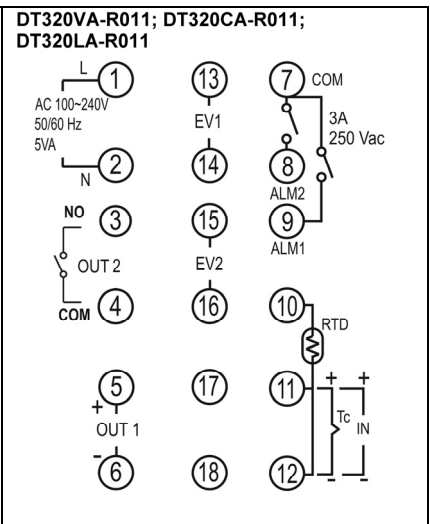 DT320VA-R011; DT320CA-R011;
DT320LA-R011
L
1
13
7
COM
AC 100~240V
50/60 Hz
5VA
EV1
3A
250 Vac
N
2
14
8
ALM2
NO
3
15
9
ALM1
OUT 2
EV2
COM
4
16
10
RTD
5
17
11
+
+
+
OUT 1
Tc
IN
-
6
18
12
-
-